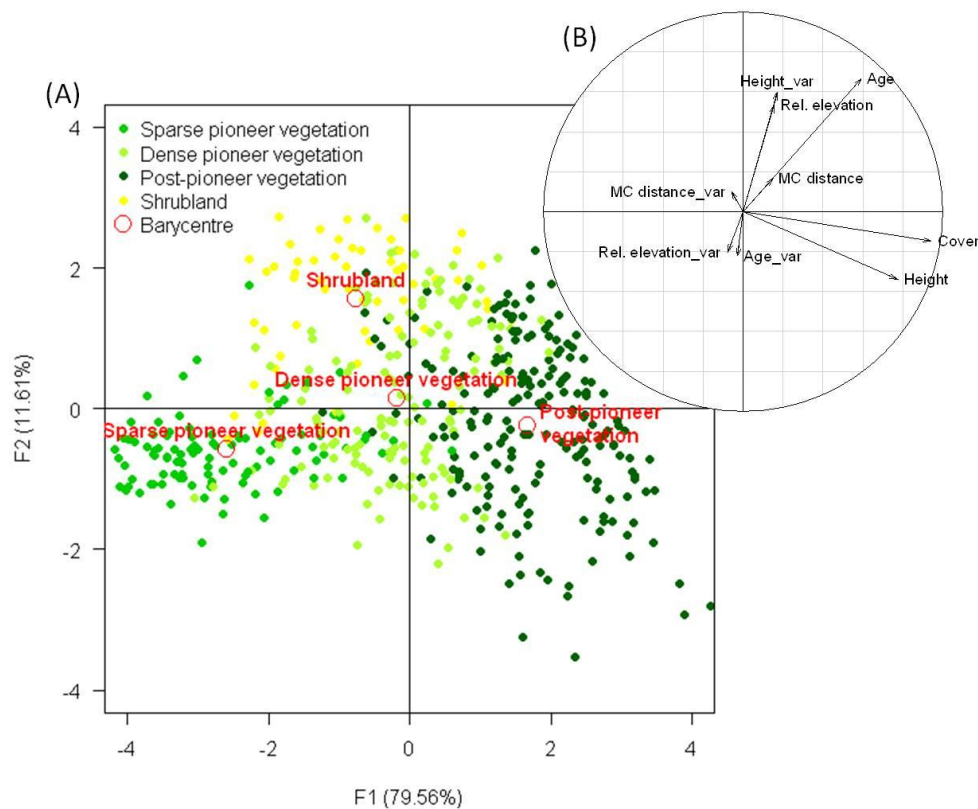 (B)
Height_var
Age
Rel. elevation
MC distance
MC distance_var
Cover
Rel. elevation_var
Age_var
Height
(A)
Sparse pioneer vegetation
Dense pioneer vegetation
Post-pioneer vegetation
Shrubland
Barycentre
Shrubland
Dense pioneer vegetation
Post-pioneer
vegetation
Sparse pioneer vegetation
4
2
0
-2
-4
F2 (11.61%)
-4 -2 0 2 4
F1 (79.56%)